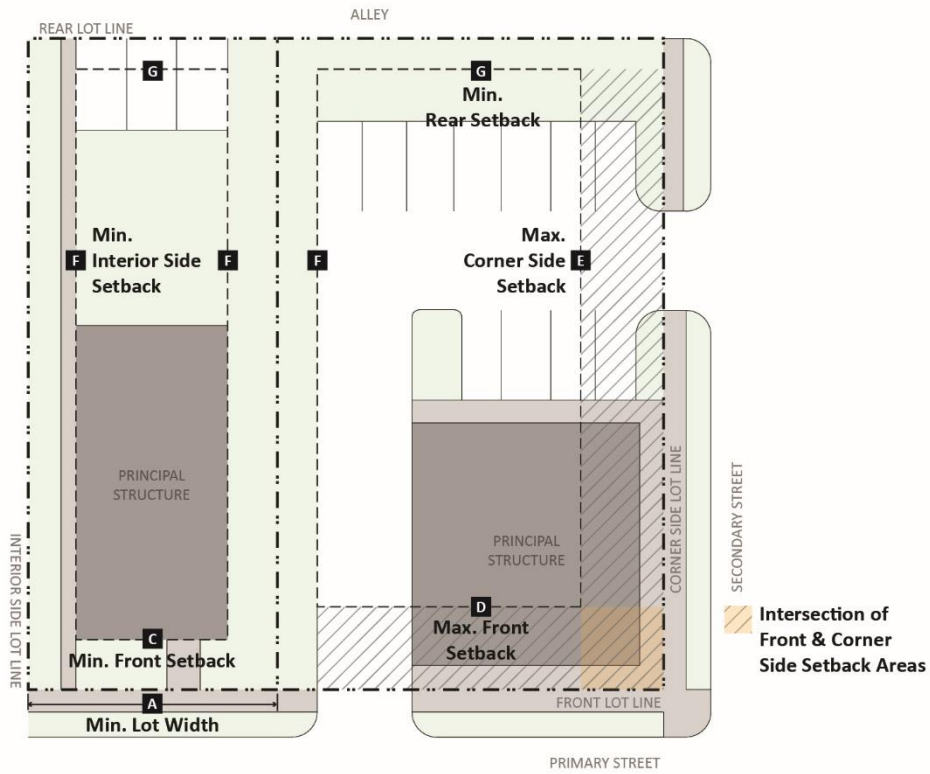 ALLEY
REAR LOT LINE
G
G
Min.
Rear Setback
F
Min.
Interior Side
Setback
F
F
Max.
Corner Side
Setback
E
PRINCIPAL
STRUCTURE
PRINCIPAL
STRUCTURE
INTERIOR SIDE LOT LINE
CORNER SIDE LOT LINE
SECONDARY STREET
C
Min. Front Setback
D
Max. Front
Setback
Intersection of
Front & Corner
Side Setback Areas
A
Min. Lot Width
FRONT LOT LINE
PRIMARY STREET